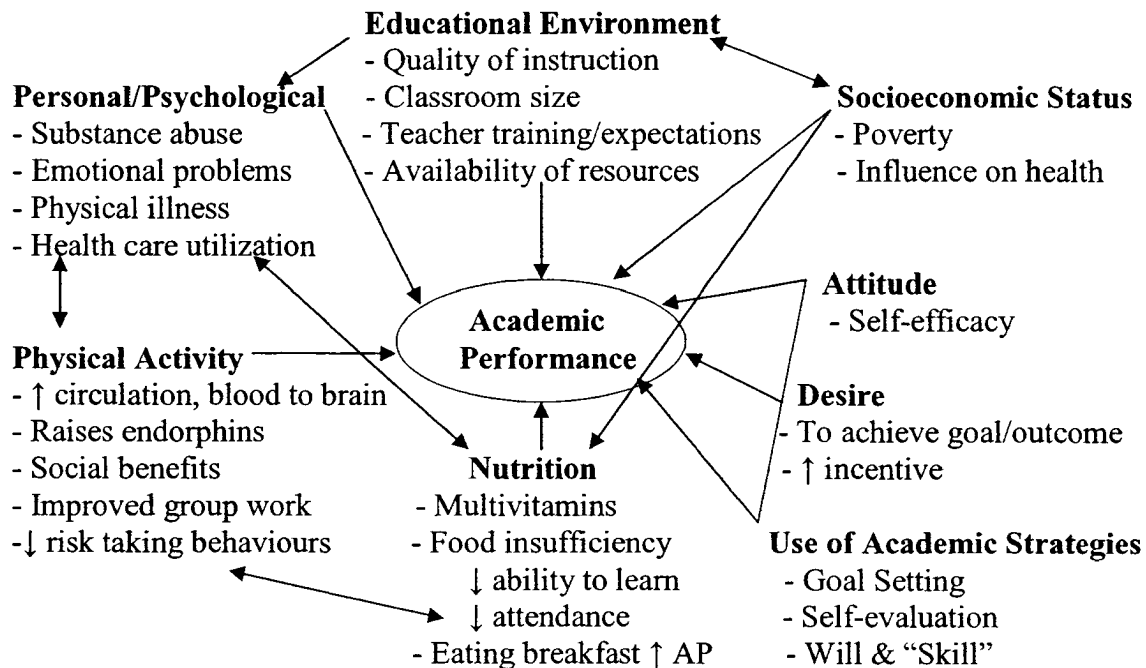 Educational Environment
- Quality of instruction
- Classroom size
- Teacher training/expectations
- Availability of resources
Personal/Psychological
- Substance abuse
- Emotional problems
- Physical illness
- Health care utilization
Socioeconomic Status
- Poverty
- Influence on health
Academic
Performance
Attitude
- Self-efficacy
Physical Activity
- ↑ circulation, blood to brain
- Raises endorphins
- Social benefits
- Improved group work
-↓ risk taking behaviours
Desire
- To achieve goal/outcome
- ↑ incentive
Nutrition
- Multivitamins
- Food insufficiency
↓ ability to learn
↓ attendance
- Eating breakfast ↑ AP
Use of Academic Strategies
- Goal Setting
- Self-evaluation
- Will & “Skill”